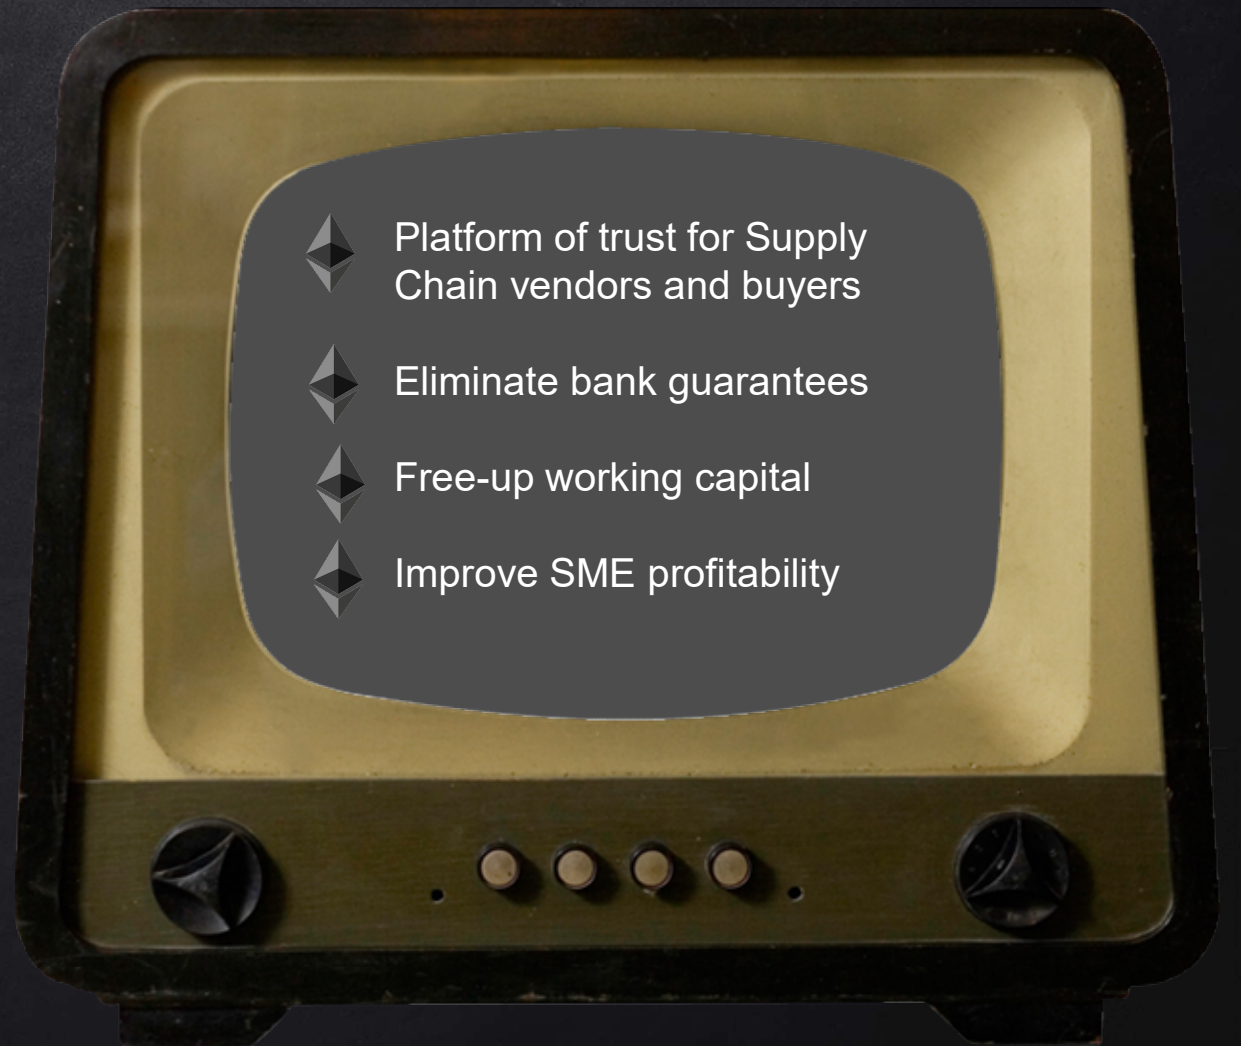 Platform of trust for Supply
Chain vendors and buyers
Eliminate bank guarantees
Free-up working capital
Improve SME profitability